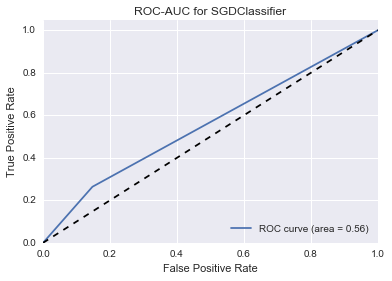 ROC-AUC for SGDClassifier
True Positive Rate
1.0
0.8
0.6
0.4
0.2
0.0
ROC curve (area = 0.56)
0.0 0.2 0.4 0.6 0.8 1.0
False Positive Rate